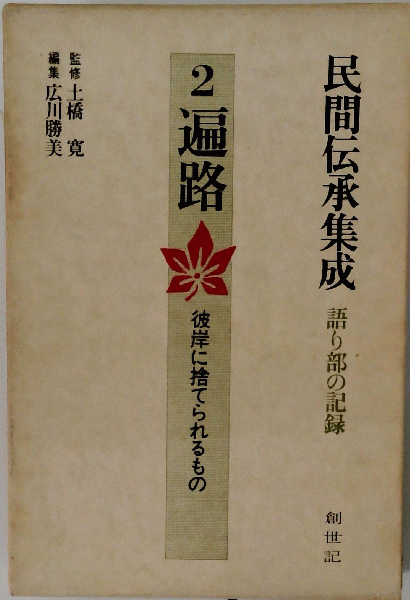 民間伝承集成
語り部の記録
創世記
2 遍路
彼岸に捨てられるもの
監修 土橋 寛
編集 広川勝美